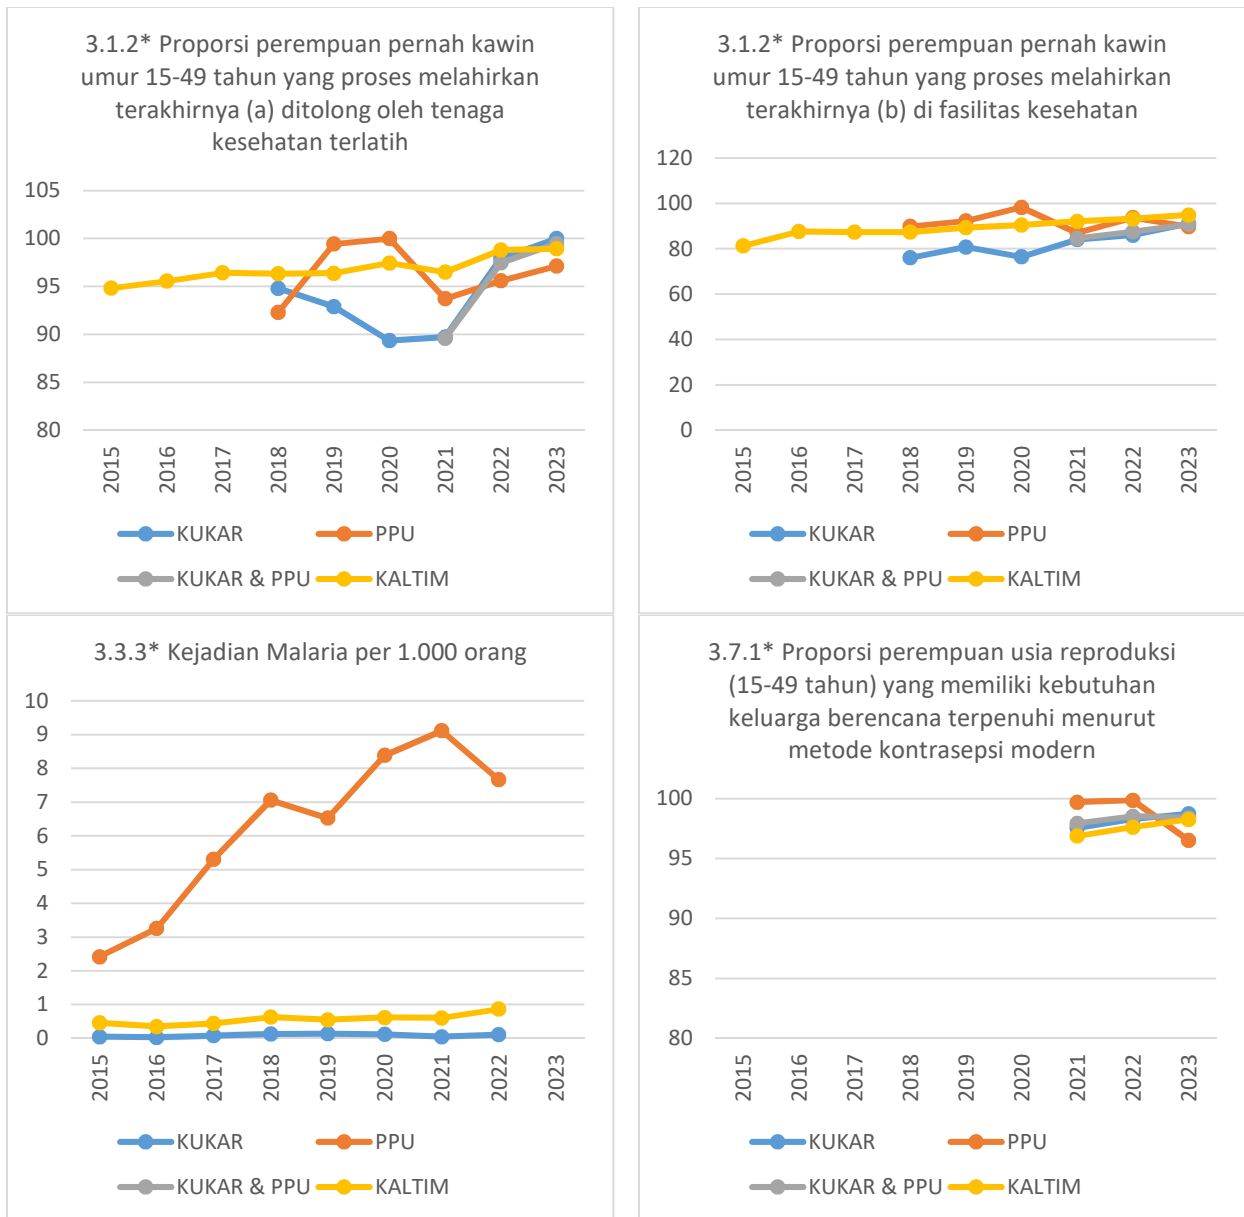 3.1.2* Proporsi perempuan pernah kawin
umur 15-49 tahun yang proses melahirkan
terakhirnya (a) ditolong oleh tenaga
kesehatan terlatih
105
100
95
90
85
80
2015
2016
2017
2018
2019
2020
2021
2022
2023
KUKAR
PPU
KUKAR & PPU
KALTIM
3.1.2* Proporsi perempuan pernah kawin
umur 15-49 tahun yang proses melahirkan
terakhirnya (b) di fasilitas kesehatan
120
100
80
60
40
20
0
2015
2016
2017
2018
2019
2020
2021
2022
2023
KUKAR
PPU
KUKAR & PPU
KALTIM
3.3.3* Kejadian Malaria per 1.000 orang
10
9
8
7
6
5
4
3
2
1
0
2015
2016
2017
2018
2019
2020
2021
2022
2023
KUKAR
PPU
KUKAR & PPU
KALTIM
3.7.1* Proporsi perempuan usia reproduksi
(15-49 tahun) yang memiliki kebutuhan
keluarga berencana terpenuhi menurut
metode kontrasepsi modern
100
95
90
85
80
2015
2016
2017
2018
2019
2020
2021
2022
2023
KUKAR
PPU
KUKAR & PPU
KALTIM